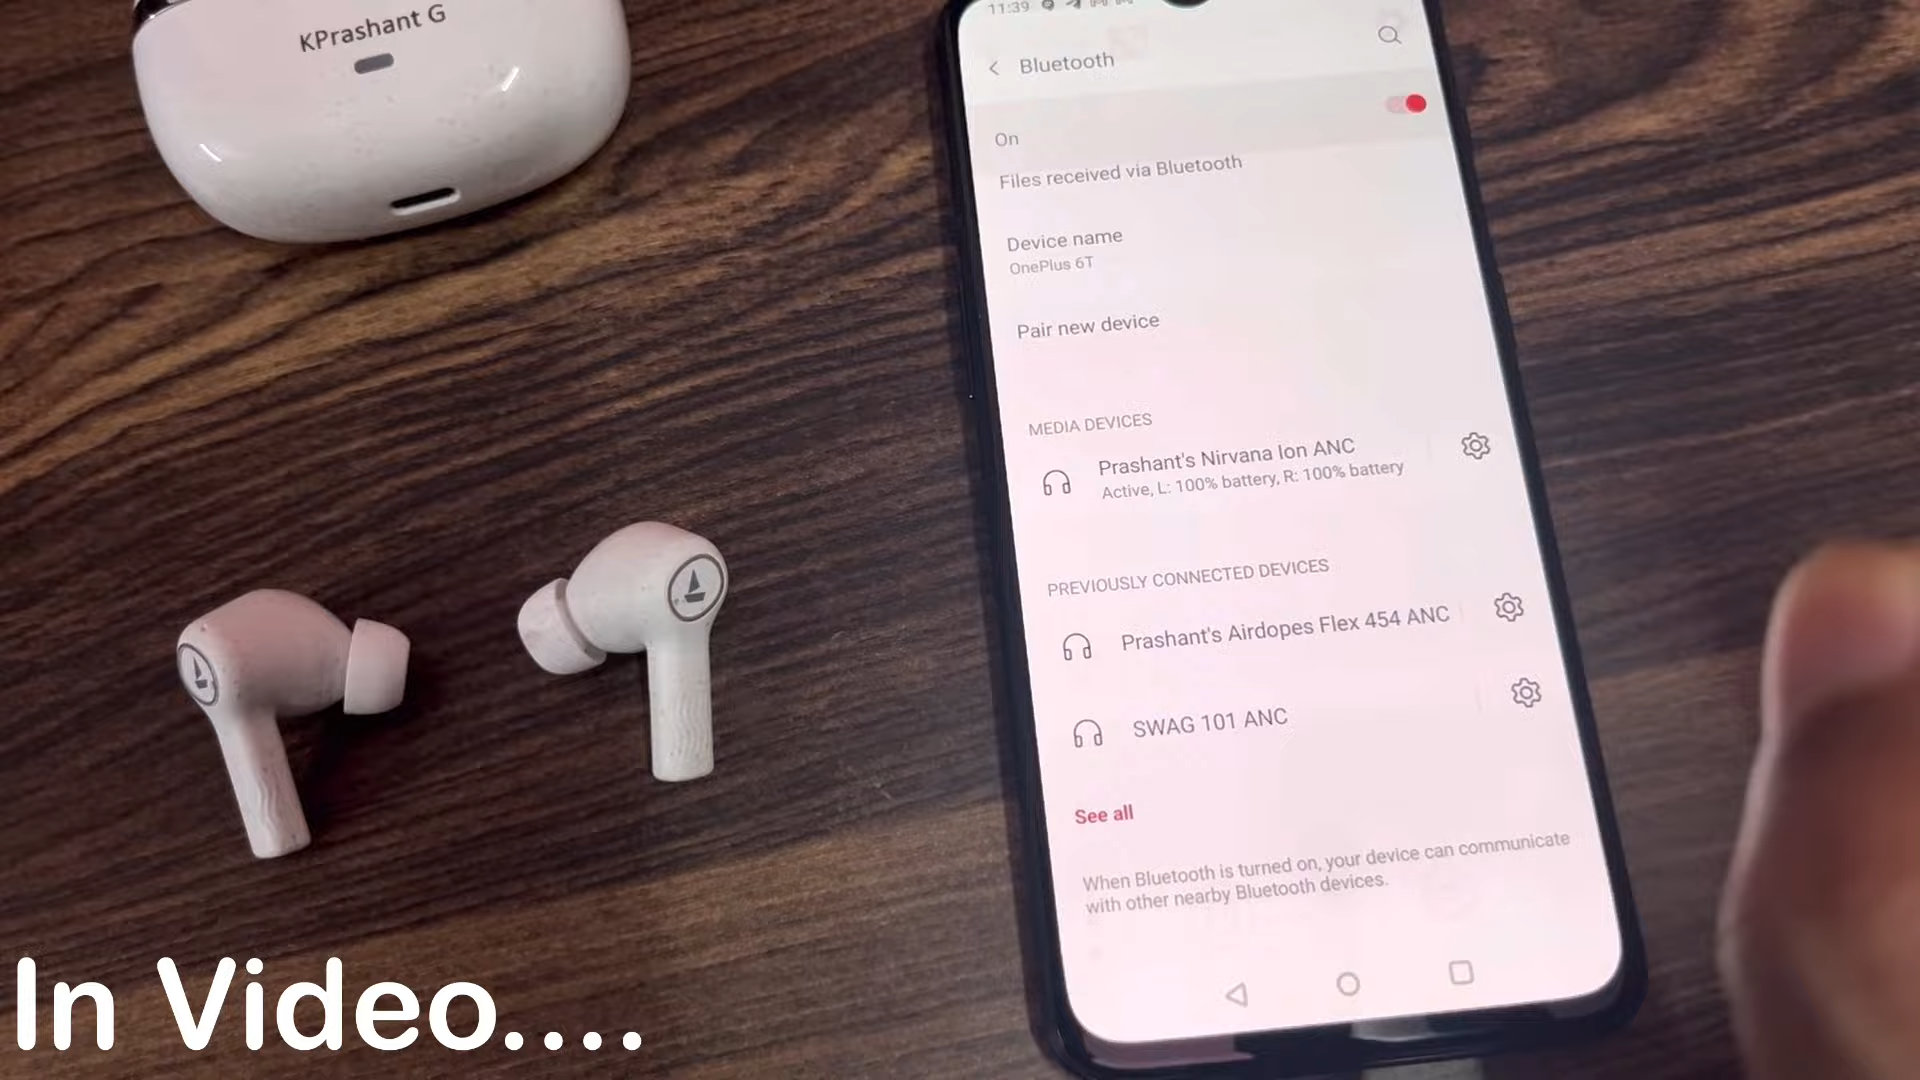 KPrashant G
11:39
Bluetooth
On
Files received via Bluetooth
Device name
OnePlus 6T
Pair new device
MEDIA DEVICES
Prashant's Nirvana Ion ANC
Active, L: 100% battery, R: 100% battery
PREVIOUSLY CONNECTED DEVICES
Prashant's Airdopes Flex 454 ANC
SWAG 101 ANC
See all
When Bluetooth is turned on, your device can communicate
with other nearby Bluetooth devices.
In Video....